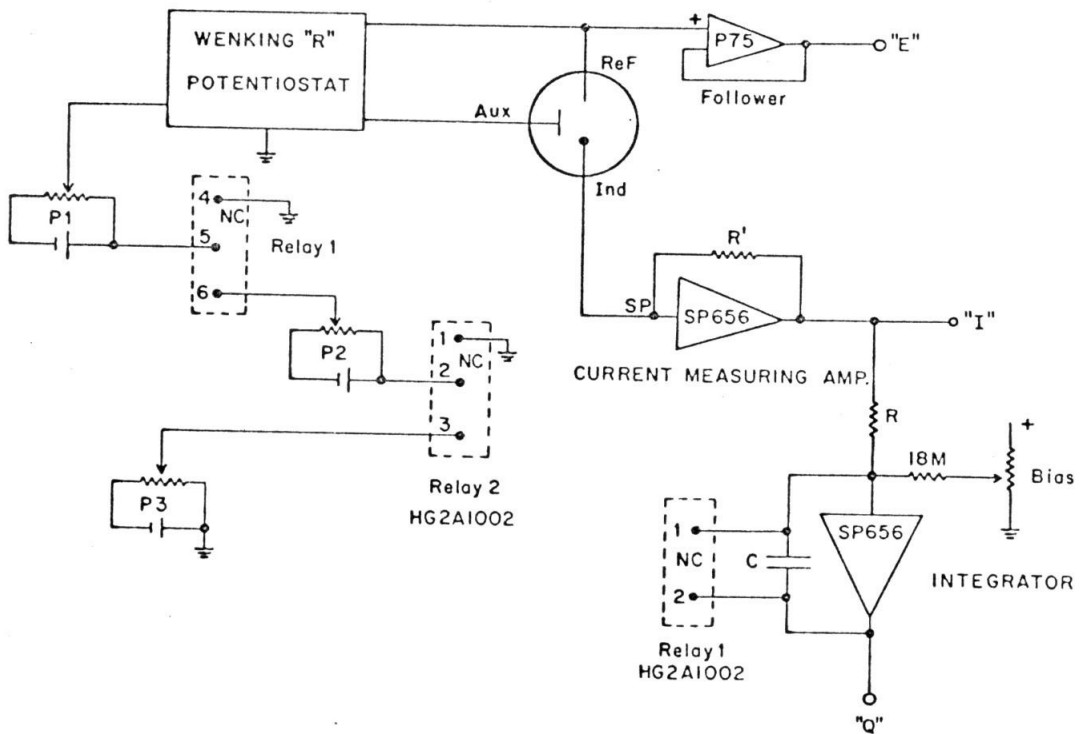 WENKING "R"
POTENTIOSTAT
+
P75
"E"
Follower
ReF
Aux
Ind
P1
4
NC
5
Relay 1
6
P2
1
NC
2
3
Relay 2
HG2A1002
P3
R'
SP
SP656
"I"
CURRENT MEASURING AMP.
R
18M
+
Bias
SP656
INTEGRATOR
1
NC
2
C
Relay 1
HG2A1002
"Q"